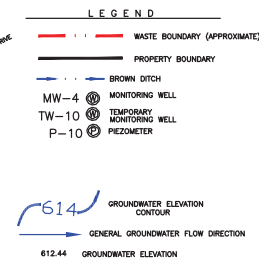 LEGEND
DRIVE
WASTE BOUNDARY (APPROXIMATE)
PROPERTY BOUNDARY
BROWN DITCH
MW-4 W MONITORING WELL
TW-10 W TEMPORARY
MONITORING WELL
P-10 P PIEZOMETER
614 GROUNDWATER ELEVATION
CONTOUR
GENERAL GROUNDWATER FLOW DIRECTION
612.44 GROUNDWATER ELEVATION